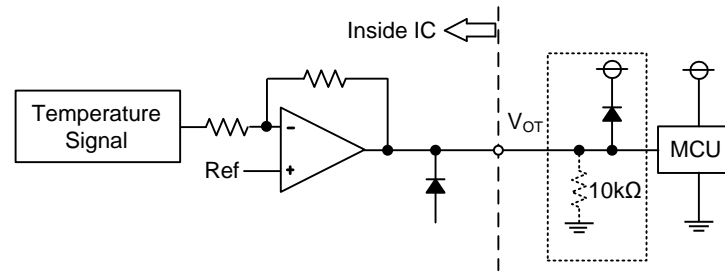 Inside IC
Temperature
Signal
-
+
Ref
V_OT
10kΩ
MCU